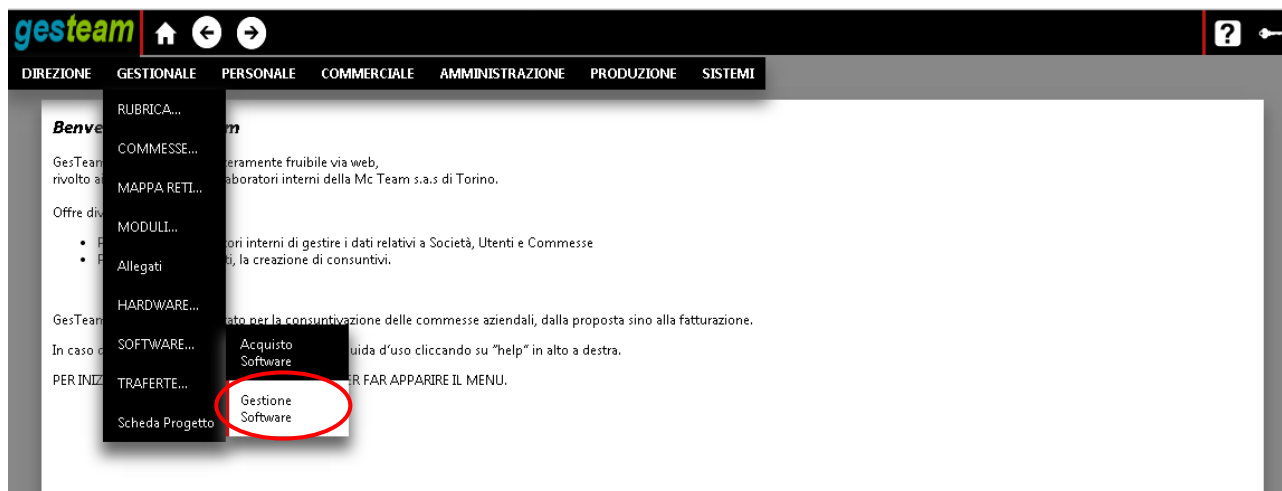 gesteam
DIREZIONE GESTIONALE PERSONALE COMMERCIALE AMMINISTRAZIONE PRODUZIONE SISTEMI
RUBRICA...
COMMESSE...
MAPPA RETI...
MODULI...
Allegati
HARDWARE...
SOFTWARE...
TRAFERTE...
Scheda Progetto
Acquisto
Software
Gestione
Software
Benve m
GesTeam eramente fruibile via web,
rivolto ai aboratori interni della Mc Team s.a.s di Torino.
Offre div
• P tori interni di gestire i dati relativi a Società, Utenti e Commesse
• P ti, la creazione di consuntivi.
GesTeam ato per la consuntivazione delle commesse aziendali, dalla proposta sino alla fatturazione.
In caso d uida d'uso cliccando su "help" in alto a destra.
PER INIZ ER FAR APPARIRE IL MENU.